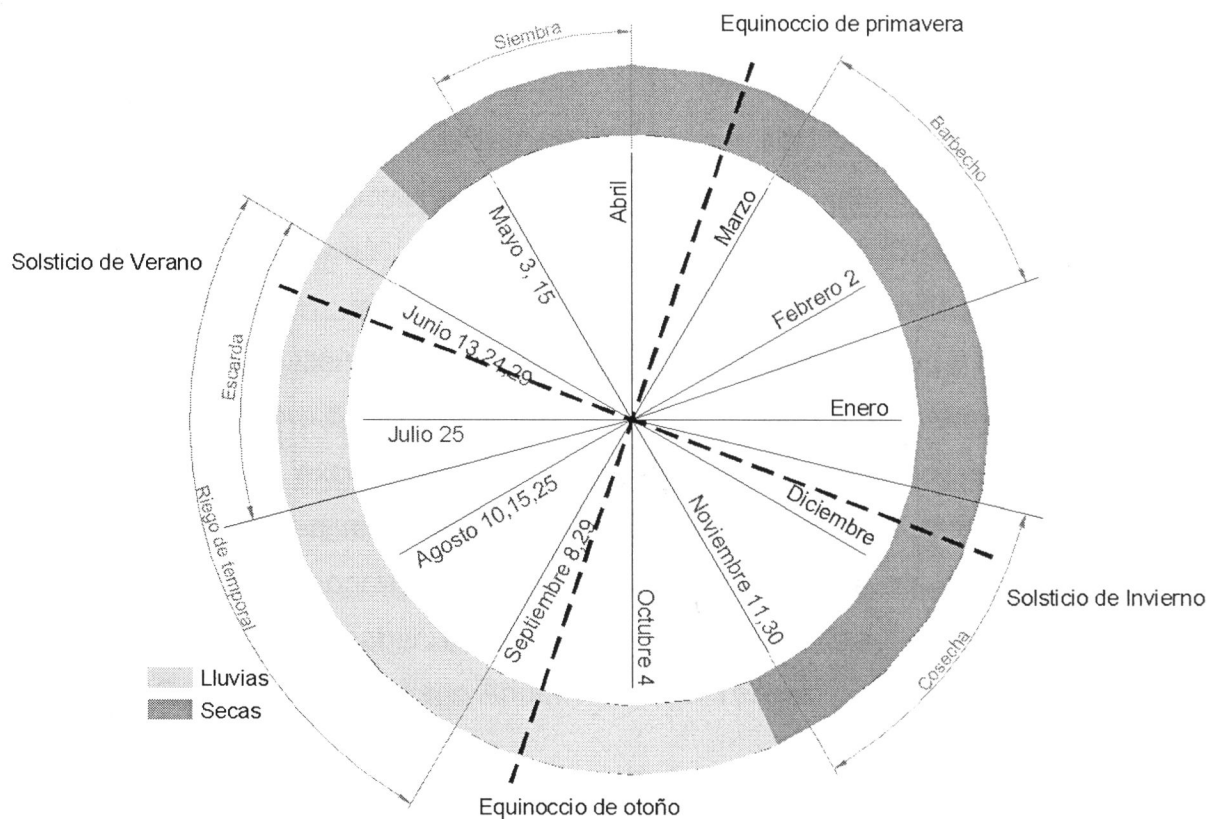 Equinoccio de primavera
Siembra
Barbecho
Abril
Marzo
Mayo 3, 15
Febrero 2
Solsticio de Verano
Junio 13,24,29
Escarda
Enero
Julio 25
Diciembre
Agosto 10,15,25
Noviembre 11,30
Riego de temporal
Septiembre 8,29
Octubre 4
Solsticio de Invierno
Cosecha
Lluvias
Secas
Equinoccio de otoño